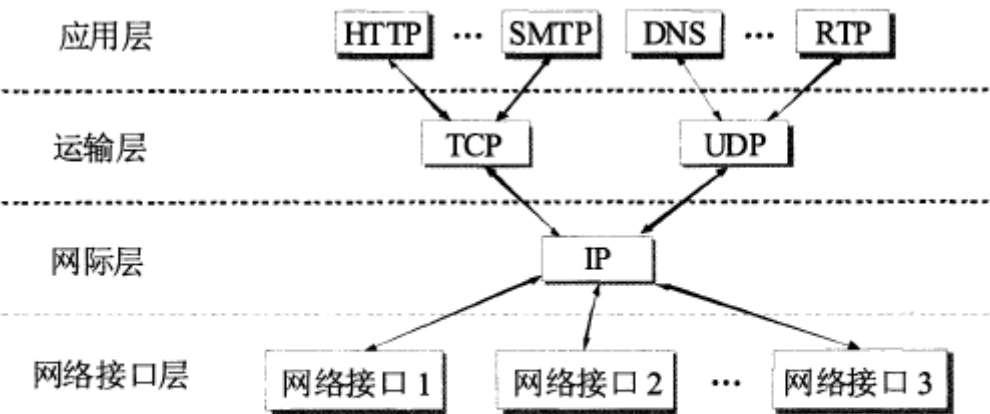 应用层 HTTP … SMTP DNS … RTP
运输层 TCP UDP
网际层 IP
网络接口层 网络接口 1 网络接口 2 … 网络接口 3